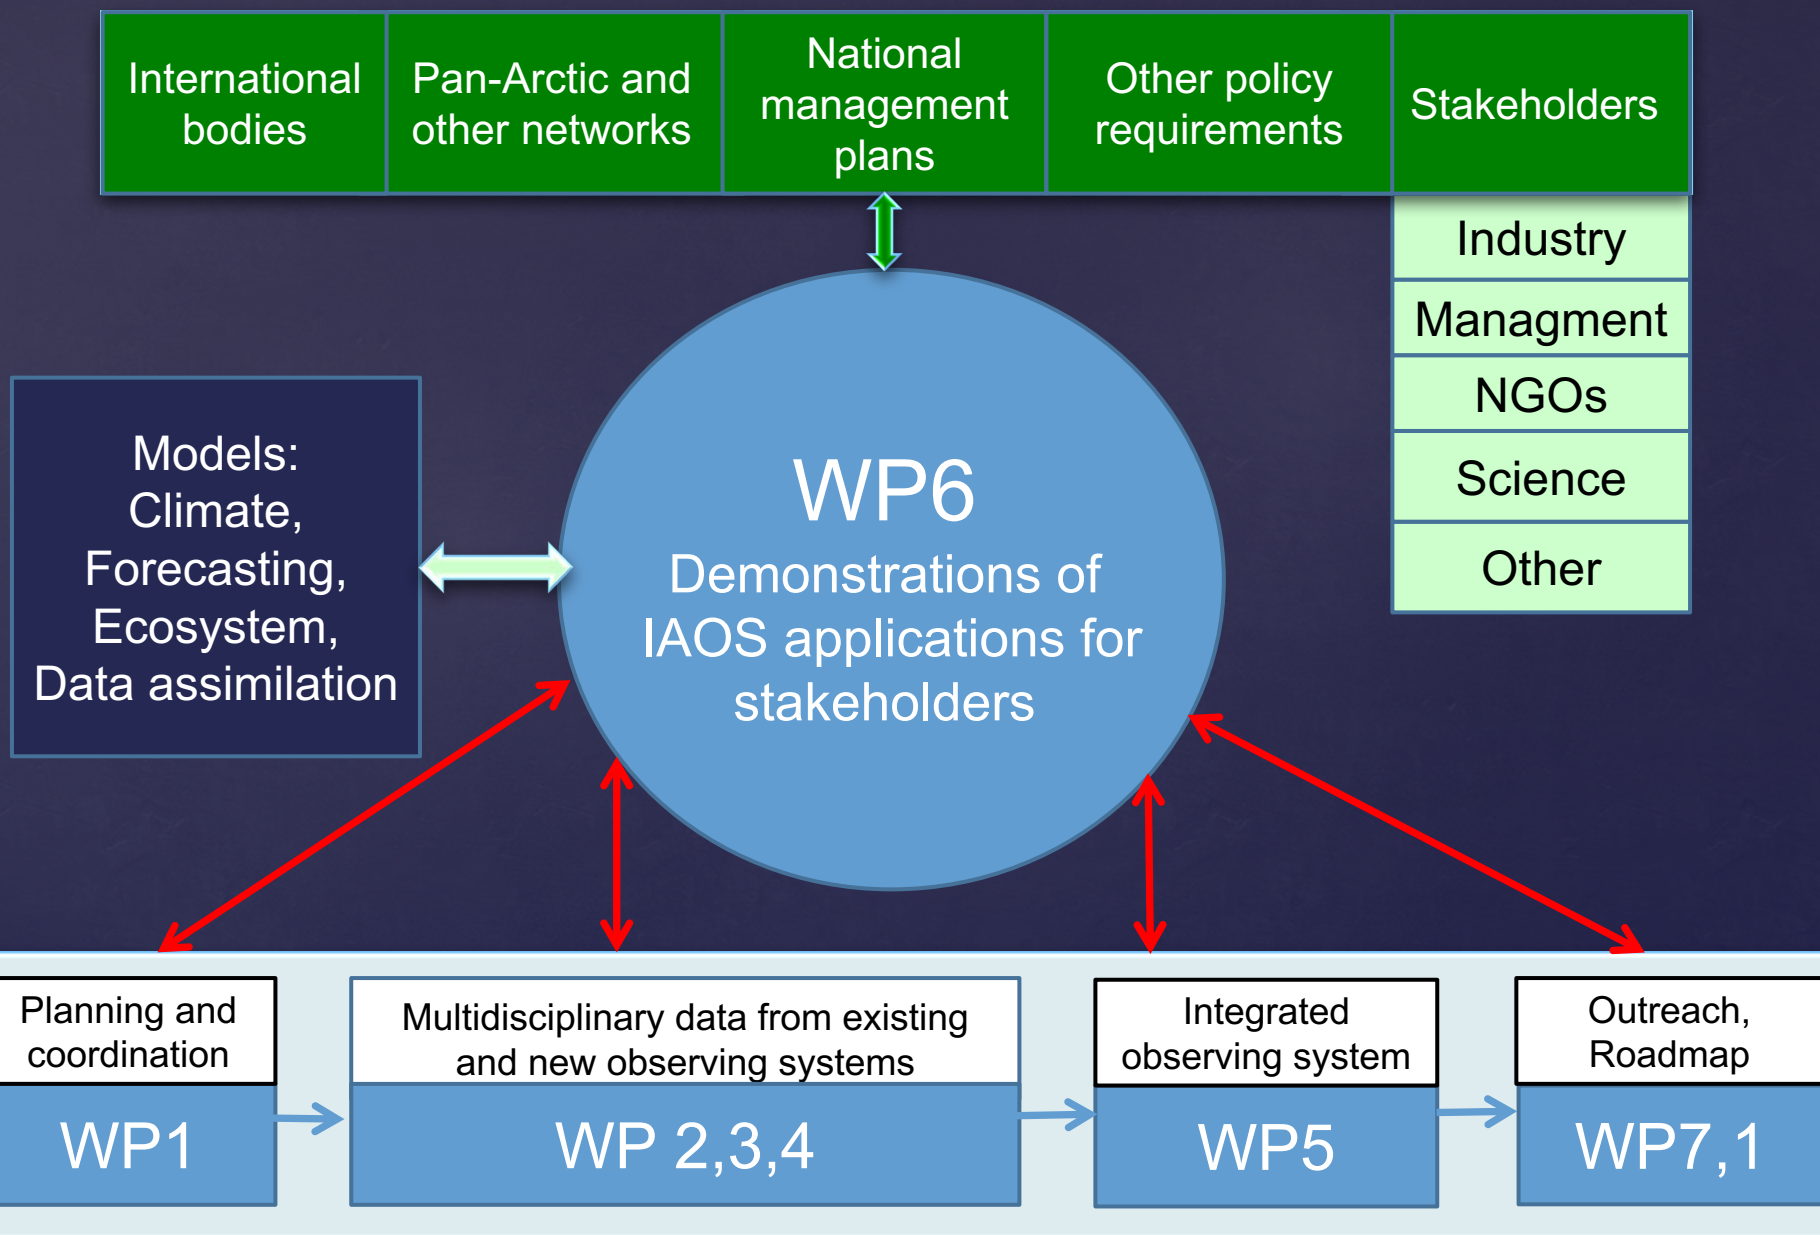 International
bodies
Pan-Arctic and
other networks
National
management
plans
Other policy
requirements
Stakeholders
Industry
Managment
NGOs
Science
Other
Models:
Climate,
Forecasting,
Ecosystem,
Data assimilation
WP6
Demonstrations of
IAOS applications for
stakeholders
Planning and
coordination
WP1
Multidisciplinary data from existing
and new observing systems
WP 2,3,4
Integrated
observing system
WP5
Outreach,
Roadmap
WP7,1